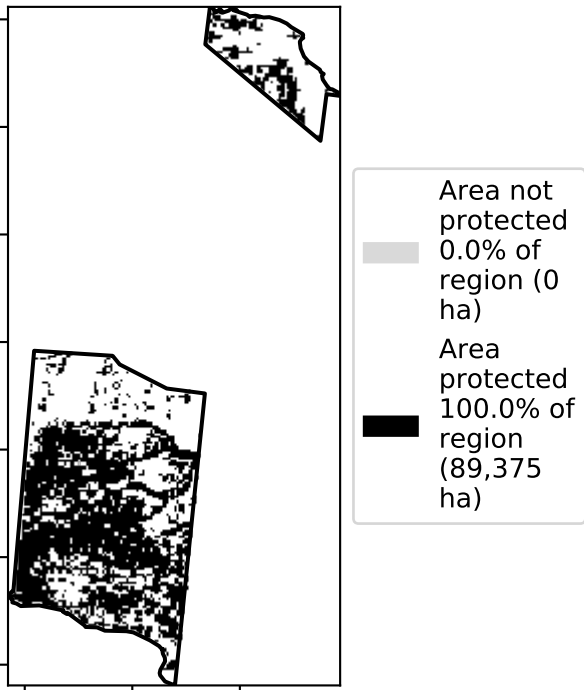 Area not
protected
0.0% of
region (0
ha)
Area
protected
100.0% of
region
(89,375
ha)